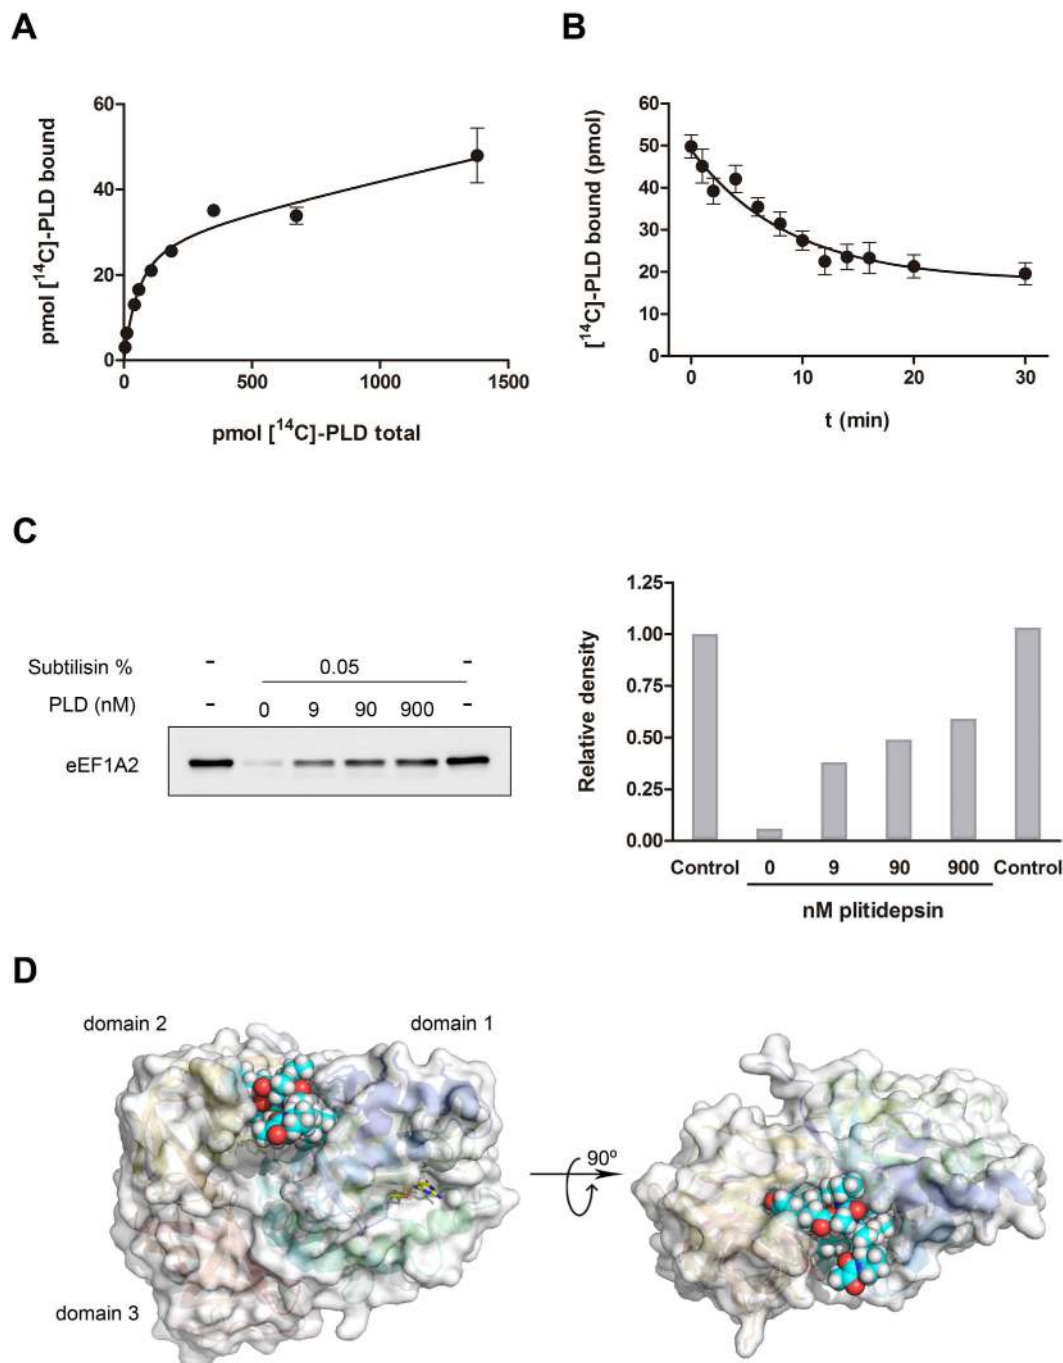 A
60
40
20
0
0
500
1000
1500
pmol [14C]-PLD bound
pmol [14C]-PLD total
B
60
50
40
30
20
10
0
0
10
20
30
[14C]-PLD bound (pmol)
t (min)
C
Subtilisin % - 0.05 -
PLD (nM) - 0 9 90 900 -
eEF1A2
Relative density
1.25
1.00
0.75
0.50
0.25
0.00
Control 0 9 90 900 Control
nM plitidepsin
D
domain 2
domain 1
90º
domain 3